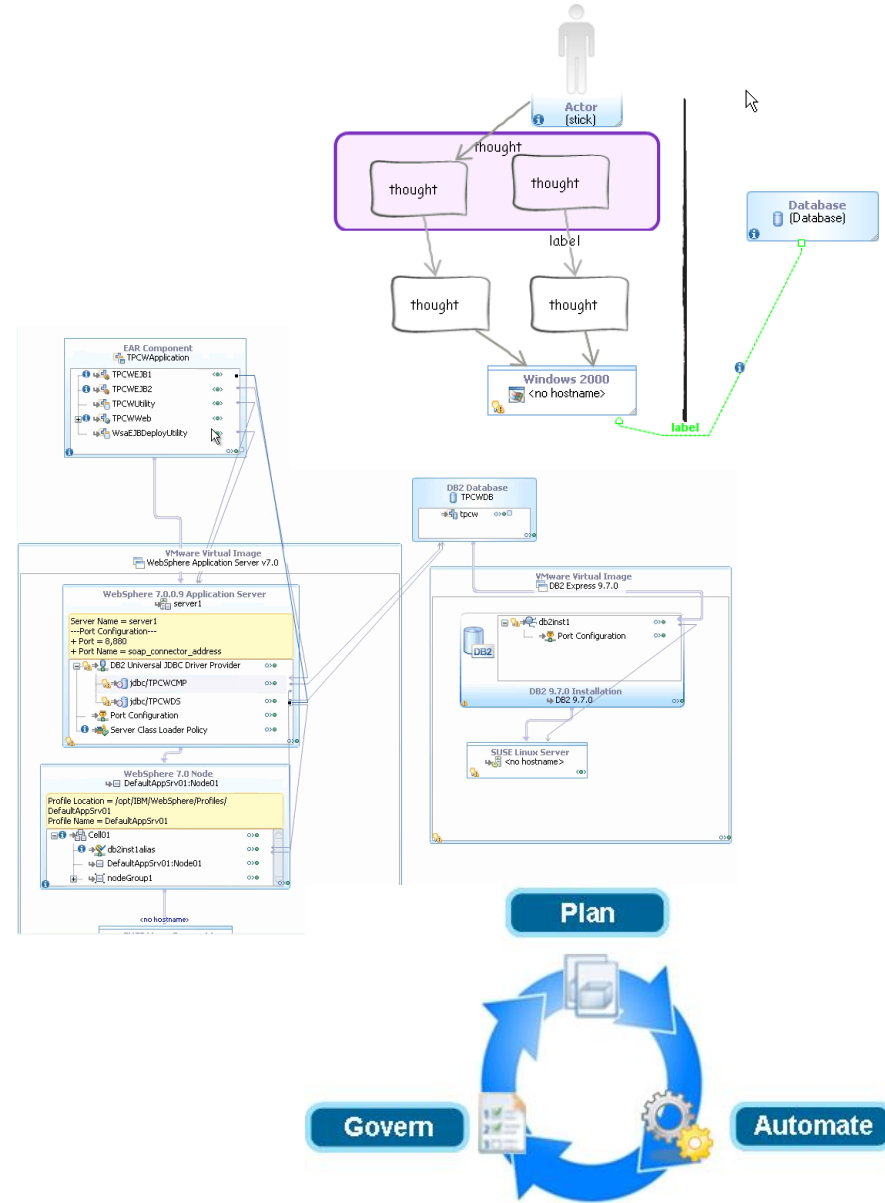 Actor
(stick)
thought
thought
thought
label
thought
thought
Database
(Database)
Windows 2000
<no hostname>
label
EAR Component
TPCWApplication
TPCWEJB1
TPCWEJB2
TPCWUtility
TPCWWeb
WsaEJBDeployUtility
DB2 Database
TPCWDB
tpcw
VMware Virtual Image
WebSphere Application Server v7.0
WebSphere 7.0.0.9 Application Server
server1
Server Name = server1
---Port Configuration---
+ Port = 8,880
+ Port Name = soap_connector_address
DB2 Universal JDBC Driver Provider
jdbc/TPCWCMP
jdbc/TPCWDS
Port Configuration
Server Class Loader Policy
WebSphere 7.0 Node
DefaultAppSrv01:Node01
Profile Location = /opt/IBM/WebSphere/Profiles/
DefaultAppSrv01
Profile Name = DefaultAppSrv01
Cell01
db2inst1alias
DefaultAppSrv01:Node01
nodeGroup1
<no hostname>
VMware Virtual Image
DB2 Express 9.7.0
db2inst1
Port Configuration
DB2
DB2 9.7.0 Installation
DB2 9.7.0
SUSE Linux Server
<no hostname>
Plan
Govern
Automate